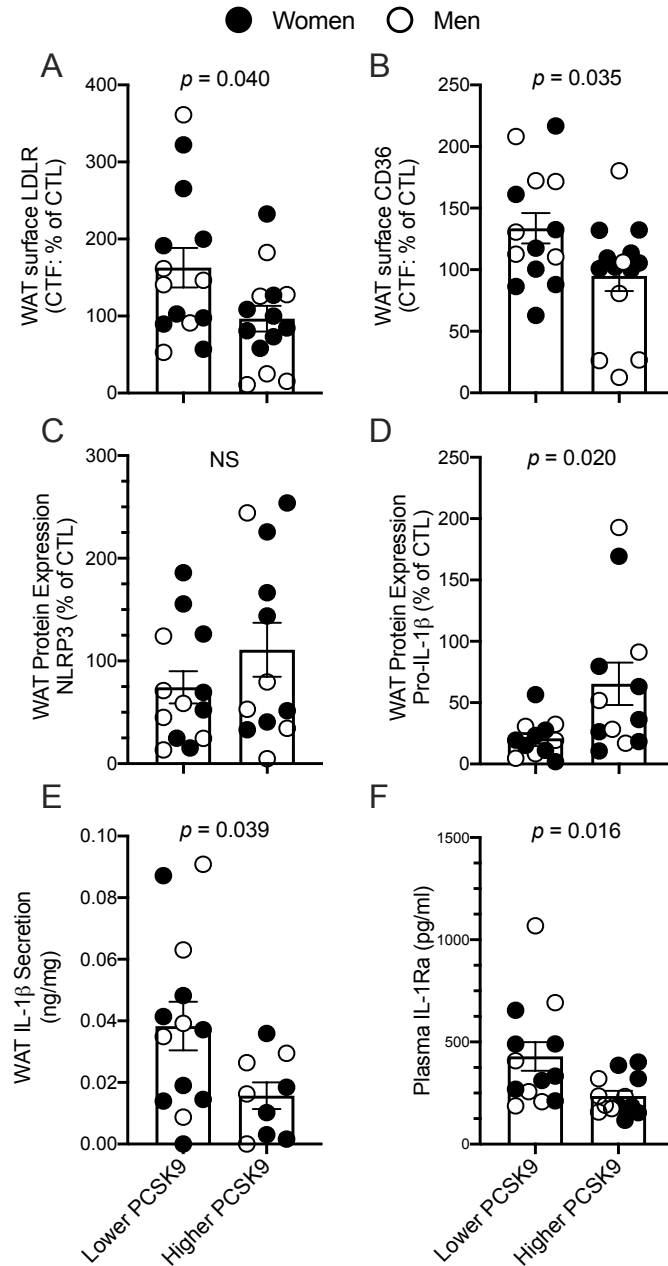 Women Men
A
p = 0.040
WAT surface LDLR
(CTF: % of CTL)
400
300
200
100
0
B
p = 0.035
WAT surface CD36
(CTF: % of CTL)
250
200
150
100
50
0
C
NS
WAT Protein Expression
NLRP3 (% of CTL)
300
200
100
0
D
p = 0.020
WAT Protein Expression
Pro-IL-1β (% of CTL)
250
200
150
100
50
0
E
p = 0.039
WAT IL-1β Secretion
(ng/mg)
0.10
0.08
0.06
0.04
0.02
0.00
Lower PCSK9
Higher PCSK9
F
p = 0.016
Plasma IL-1Ra (pg/ml)
1500
1000
500
0
Lower PCSK9
Higher PCSK9